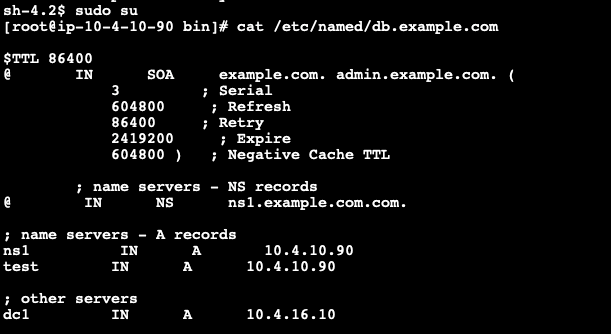 sh-4.2$ sudo su
[root@ip-10-4-10-90 bin]# cat /etc/named/db.example.com
$TTL 86400
@ IN SOA example.com. admin.example.com. (
3 ; Serial
604800 ; Refresh
86400 ; Retry
2419200 ; Expire
604800 ) ; Negative Cache TTL
; name servers - NS records
@ IN NS ns1.example.com.com.
; name servers - A records
ns1 IN A 10.4.10.90
test IN A 10.4.10.90
; other servers
dc1 IN A 10.4.16.10